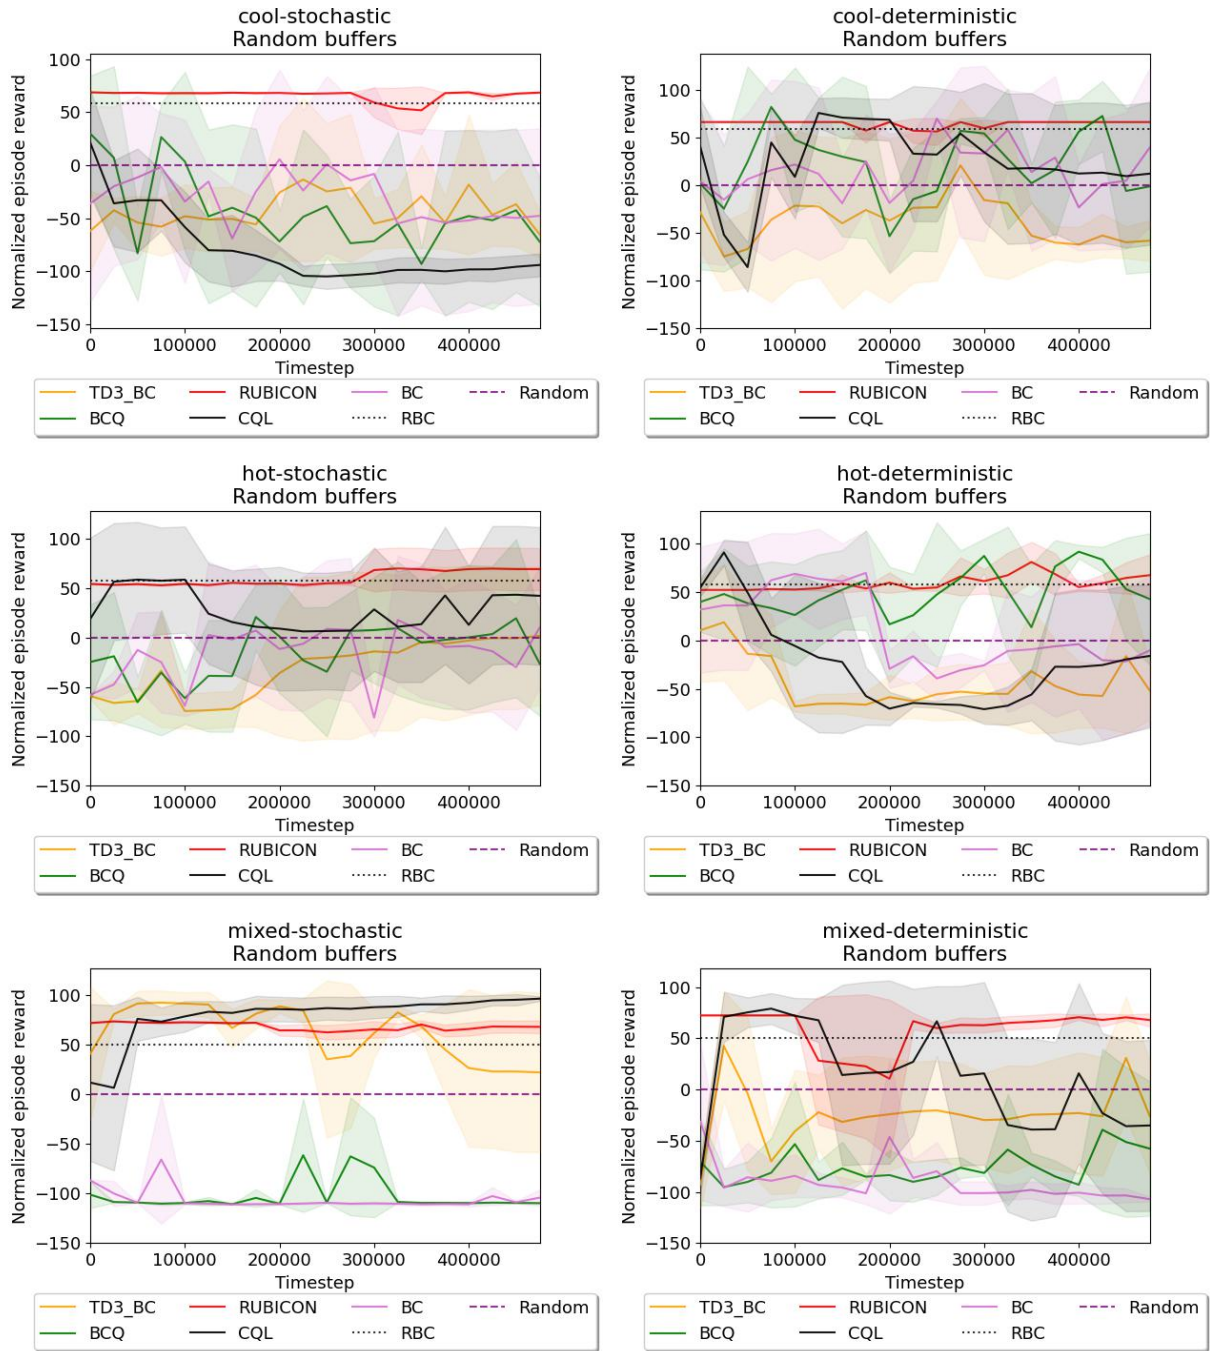 cool-stochastic
Random buffers
Normalized episode reward
100
50
0
−50
−100
−150
0 100000 200000 300000 400000
Timestep
TD3_BC RUBICON BC Random
BCQ CQL RBC
cool-deterministic
Random buffers
Normalized episode reward
100
50
0
−50
−100
−150
0 100000 200000 300000 400000
Timestep
TD3_BC RUBICON BC Random
BCQ CQL RBC
hot-stochastic
Random buffers
Normalized episode reward
100
50
0
−50
−100
−150
0 100000 200000 300000 400000
Timestep
TD3_BC RUBICON BC Random
BCQ CQL RBC
hot-deterministic
Random buffers
Normalized episode reward
100
50
0
−50
−100
−150
0 100000 200000 300000 400000
Timestep
TD3_BC RUBICON BC Random
BCQ CQL RBC
mixed-stochastic
Random buffers
Normalized episode reward
100
50
0
−50
−100
−150
0 100000 200000 300000 400000
Timestep
TD3_BC RUBICON BC Random
BCQ CQL RBC
mixed-deterministic
Random buffers
Normalized episode reward
100
50
0
−50
−100
−150
0 100000 200000 300000 400000
Timestep
TD3_BC RUBICON BC Random
BCQ CQL RBC